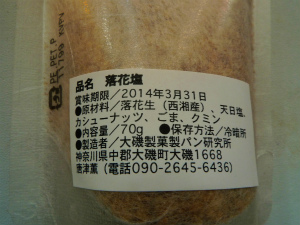 品名 落花塩
賞味期限／2014年3月31日
●原材料／落花生（西湘産）、天日塩、
カシューナッツ、ごま、クミン
●内容量／70g ●保存方法／冷暗所
●製造者／大磯製菓製パン研究所
神奈川県中郡大磯町大磯1668
唐津薫（電話090-2645-6436）